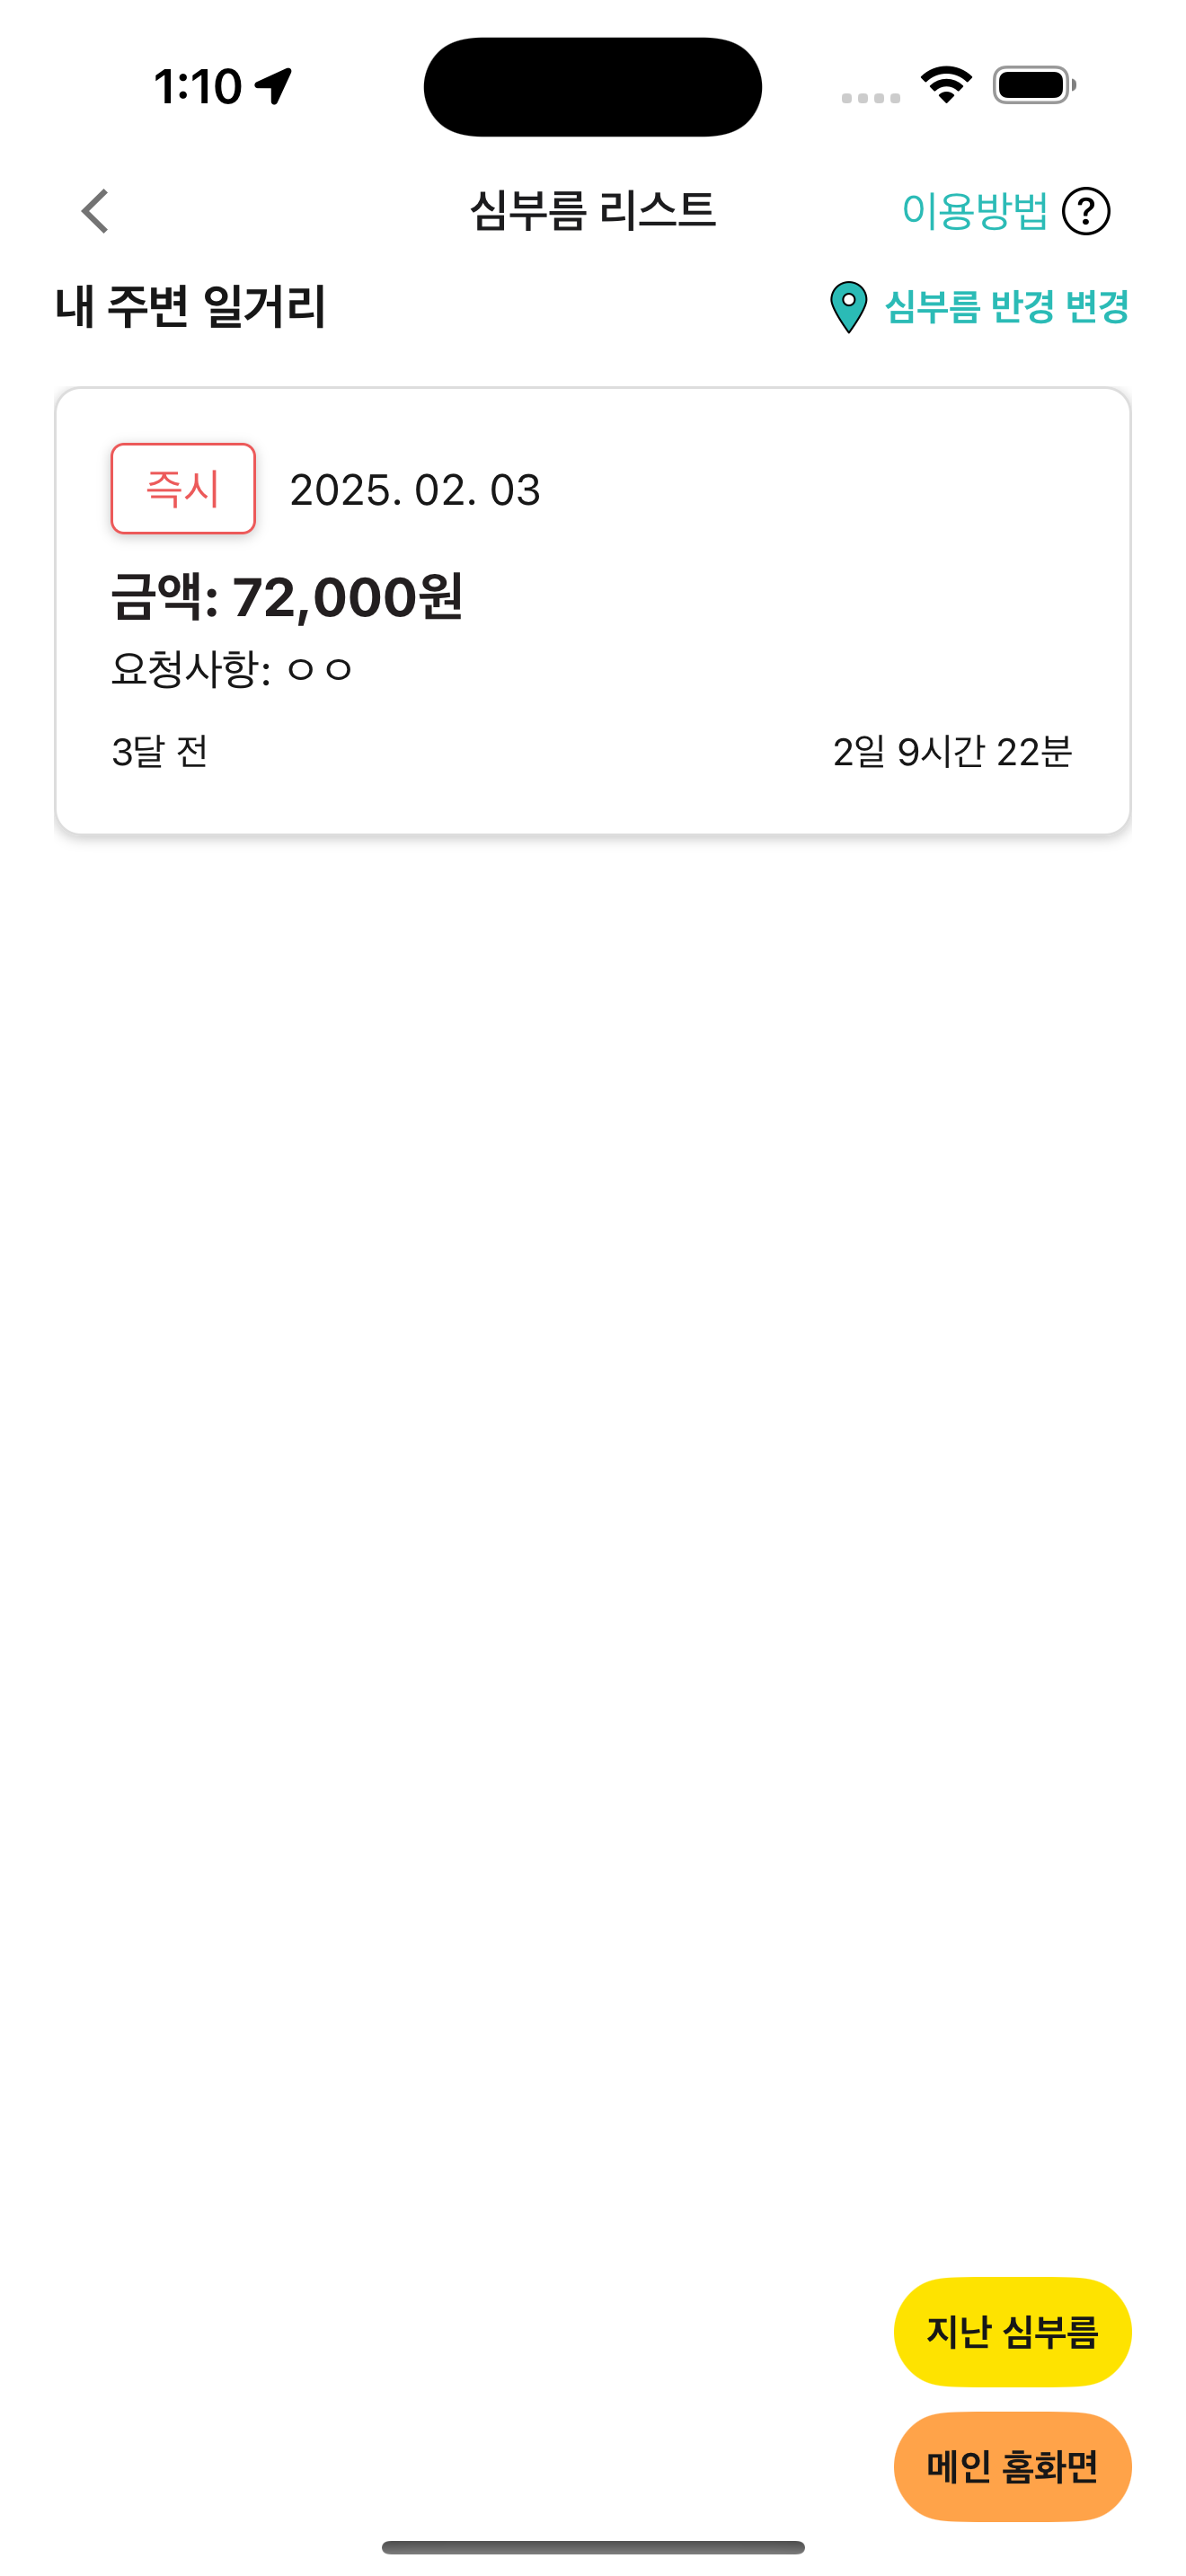 1:10
심부름 리스트
이용방법 ?
내 주변 일거리
심부름 반경 변경
즉시 2025. 02. 03
금액: 72,000원
요청사항: ㅇㅇ
3달 전 2일 9시간 22분
지난 심부름
메인 홈화면